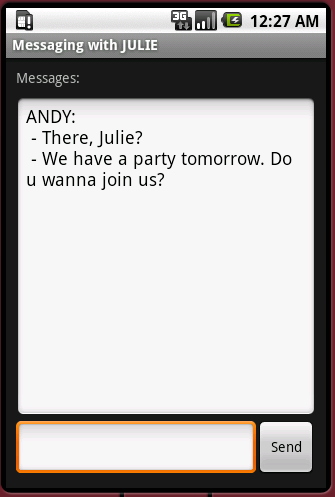 3G 12:27 AM
Messaging with JULIE
Messages:
ANDY:
- There, Julie?
- We have a party tomorrow. Do
u wanna join us?
Send